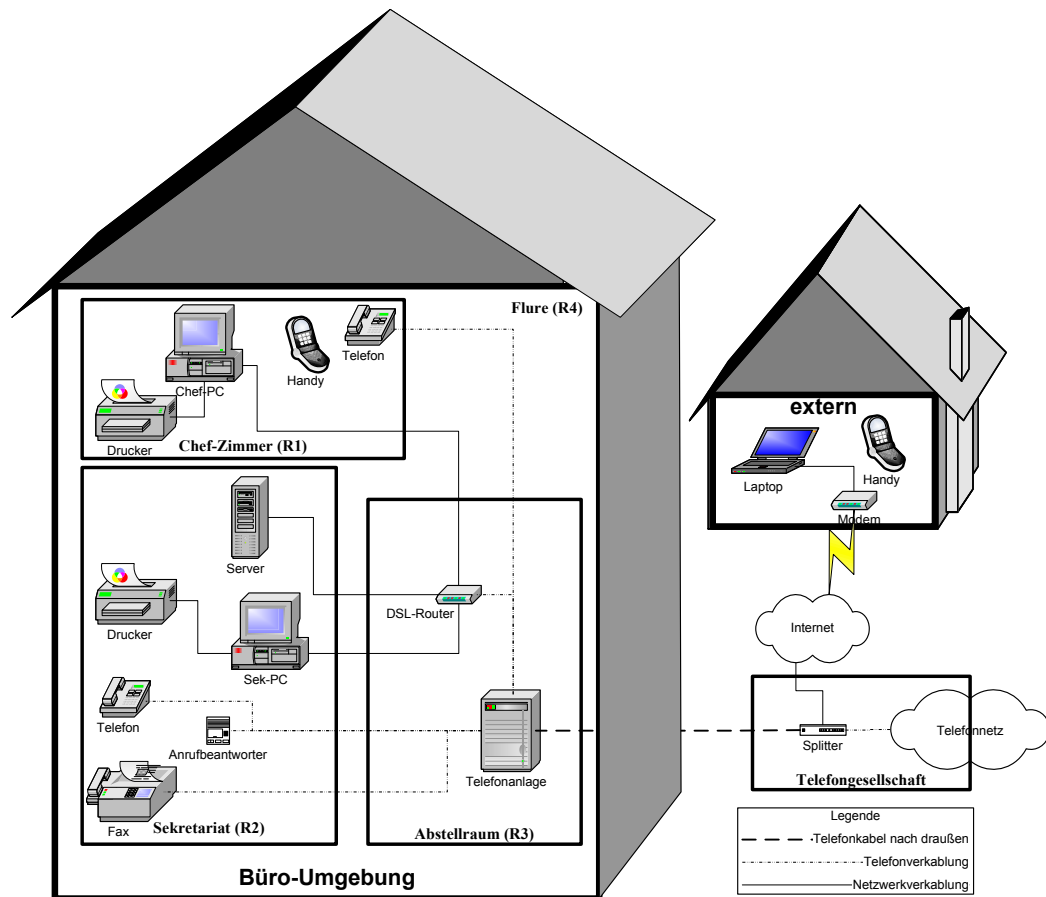 Flure (R4)
Telefon
Handy
Chef-PC
Drucker
Chef-Zimmer (R1)
Server
Drucker
Sek-PC
DSL-Router
Telefon
Anrufbeantworter
Telefonanlage
Fax
Sekretariat (R2)
Abstellraum (R3)
Büro-Umgebung
extern
Laptop
Handy
Modem
Internet
Splitter
Telefonnetz
Telefongesellschaft
Legende
Telefonkabel nach draußen
Telefonverkablung
Netzwerkverkablung